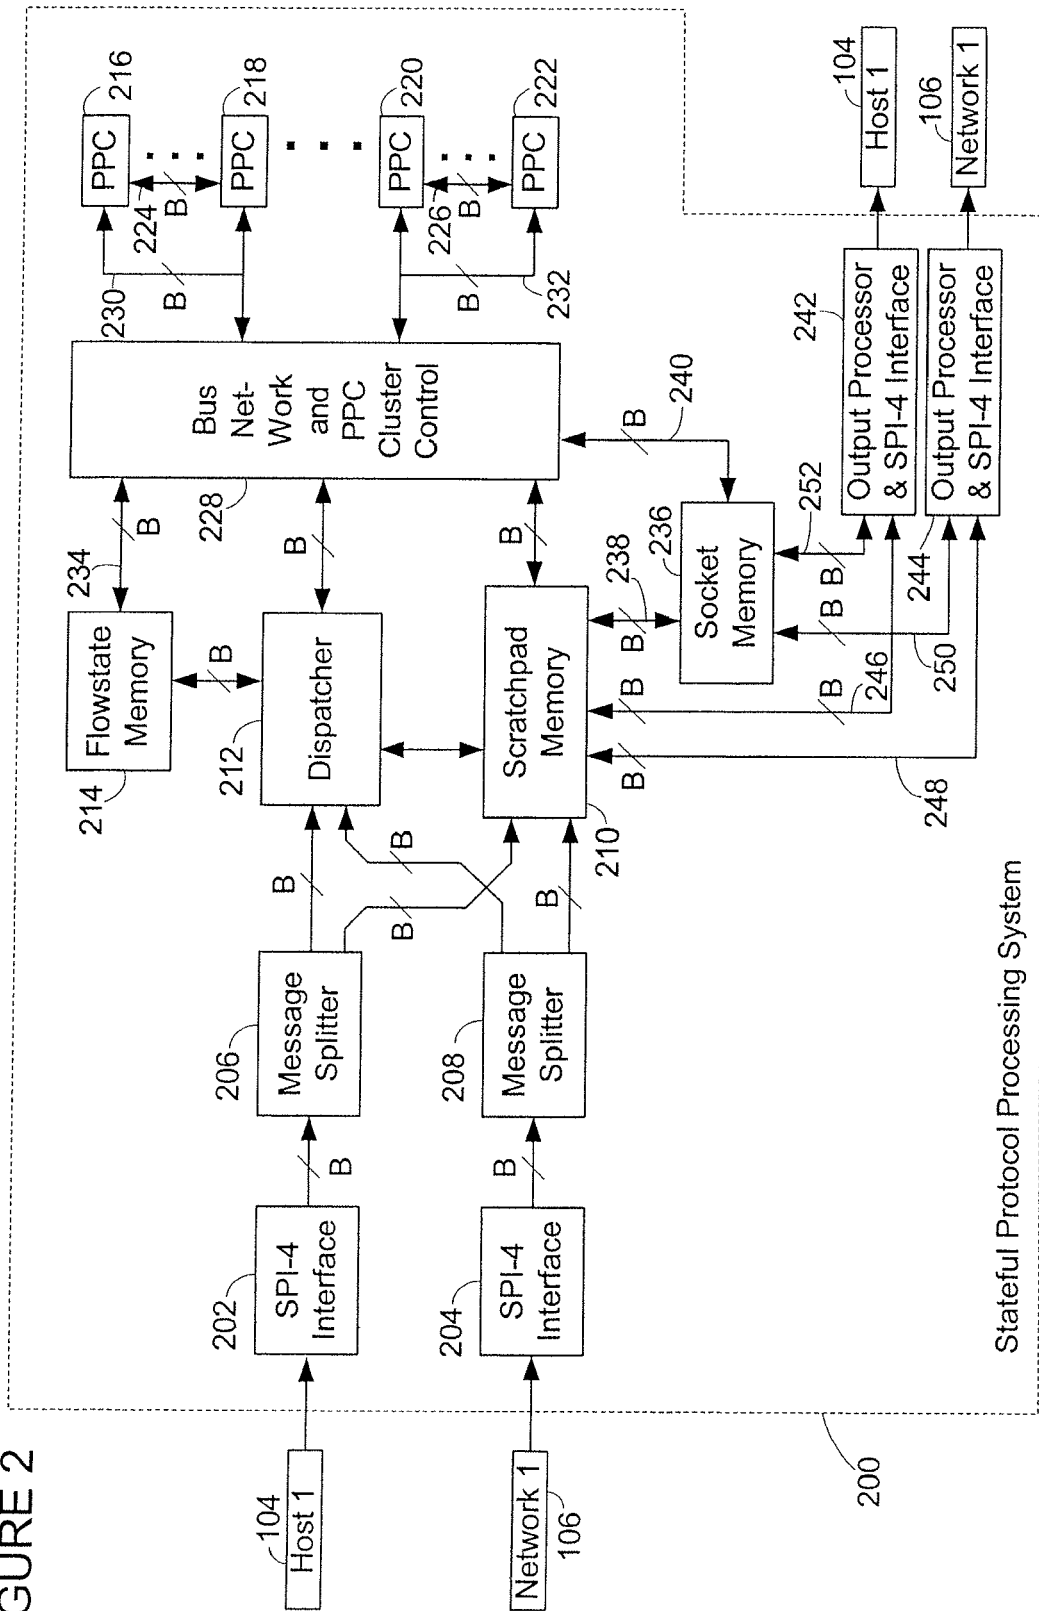 GURE 2
104
Host 1
Network 1
106
202
SPI-4
Interface
204
SPI-4
Interface
B
B
206
Message
Splitter
208
Message
Splitter
B
B
B
B
214
Flowstate
Memory
212
Dispatcher
210
Scratchpad
Memory
B
234
B
B
B
228
Bus
Net-
Work
and
PPC
Cluster
Control
B
238
236
Socket
Memory
B
240
B
B
B
246
248
B
250
B
252
B
B
230
B
232
B
224
B
226
B
PPC
216
PPC
218
PPC
220
PPC
222
242
Output Processor
& SPI-4 Interface
244
Output Processor
& SPI-4 Interface
104
Host 1
106
Network 1
200
Stateful Protocol Processing System